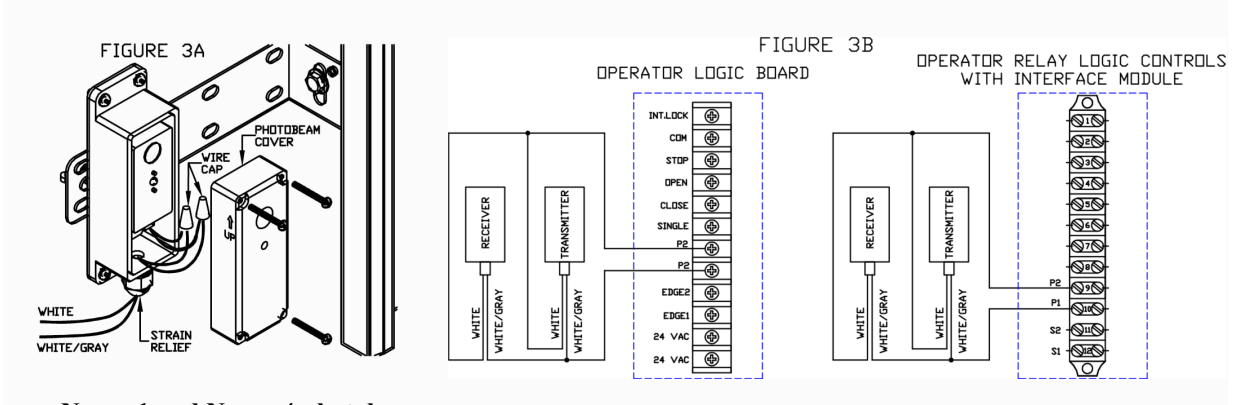 FIGURE 3A
PHOTOBEAM
COVER
WIRE
CAP
UP
WHITE
WHITE/GRAY
STRAIN
RELIEF
FIGURE 3B
OPERATOR LOGIC BOARD
INT.LOCK
COM
STOP
OPEN
CLOSE
SINGLE
P2
P2
EDGE2
EDGE1
24 VAC
24 VAC
RECEIVER
TRANSMITTER
WHITE
WHITE/GRAY
WHITE
WHITE/GRAY
OPERATOR RELAY LOGIC CONTROLS
WITH INTERFACE MODULE
1
2
3
4
5
6
7
8
P2 9
P1 10
S2 11
S1 12
RECEIVER
TRANSMITTER
WHITE
WHITE/GRAY
WHITE
WHITE/GRAY